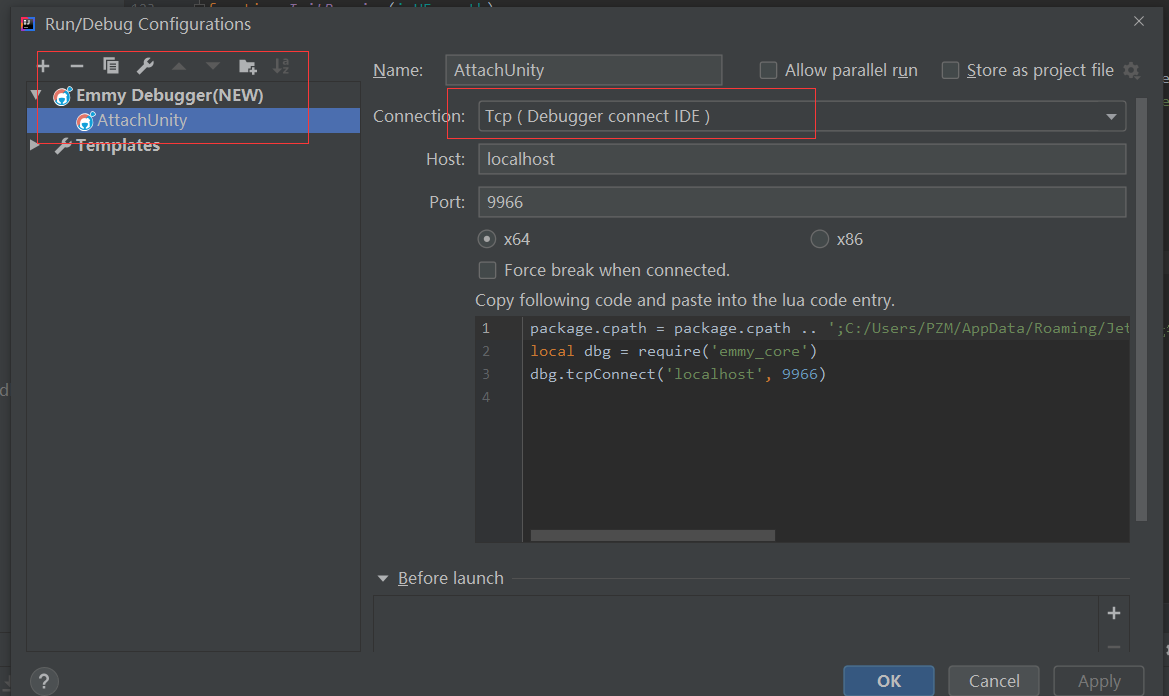 Run/Debug Configurations
Name: AttachUnity Allow parallel run Store as project file
Emmy Debugger(NEW)
AttachUnity
Templates
Connection: Tcp ( Debugger connect IDE )
Host: localhost
Port: 9966
x64 x86
Force break when connected.
Copy following code and paste into the lua code entry.
1 package.cpath = package.cpath .. ';C:/Users/PZM/AppData/Roaming/Jet
2 local dbg = require('emmy_core')
3 dbg.tcpConnect('localhost', 9966)
4
Before launch
? OK Cancel Apply